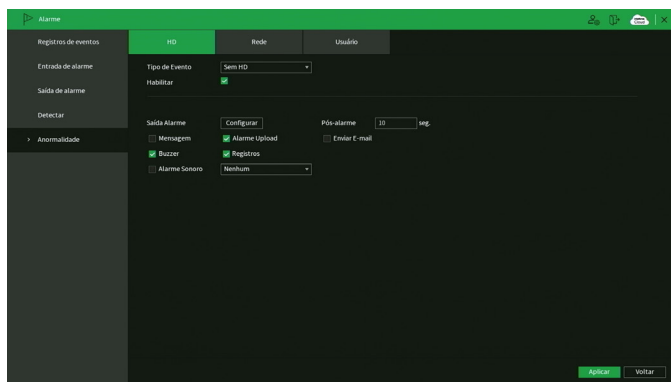 Alarme
Registros de eventos
Entrada de alarme
Saída de alarme
Detectar
> Anormalidade
HD Rede Usuário
Tipo de Evento Sem HD
Habilitar
Saída Alarme Configurar Pós-alarme 10 seg.
Mensagem Alarme Upload Enviar E-mail
Buzzer Registros
Alarme Sonoro Nenhum
Aplicar Voltar